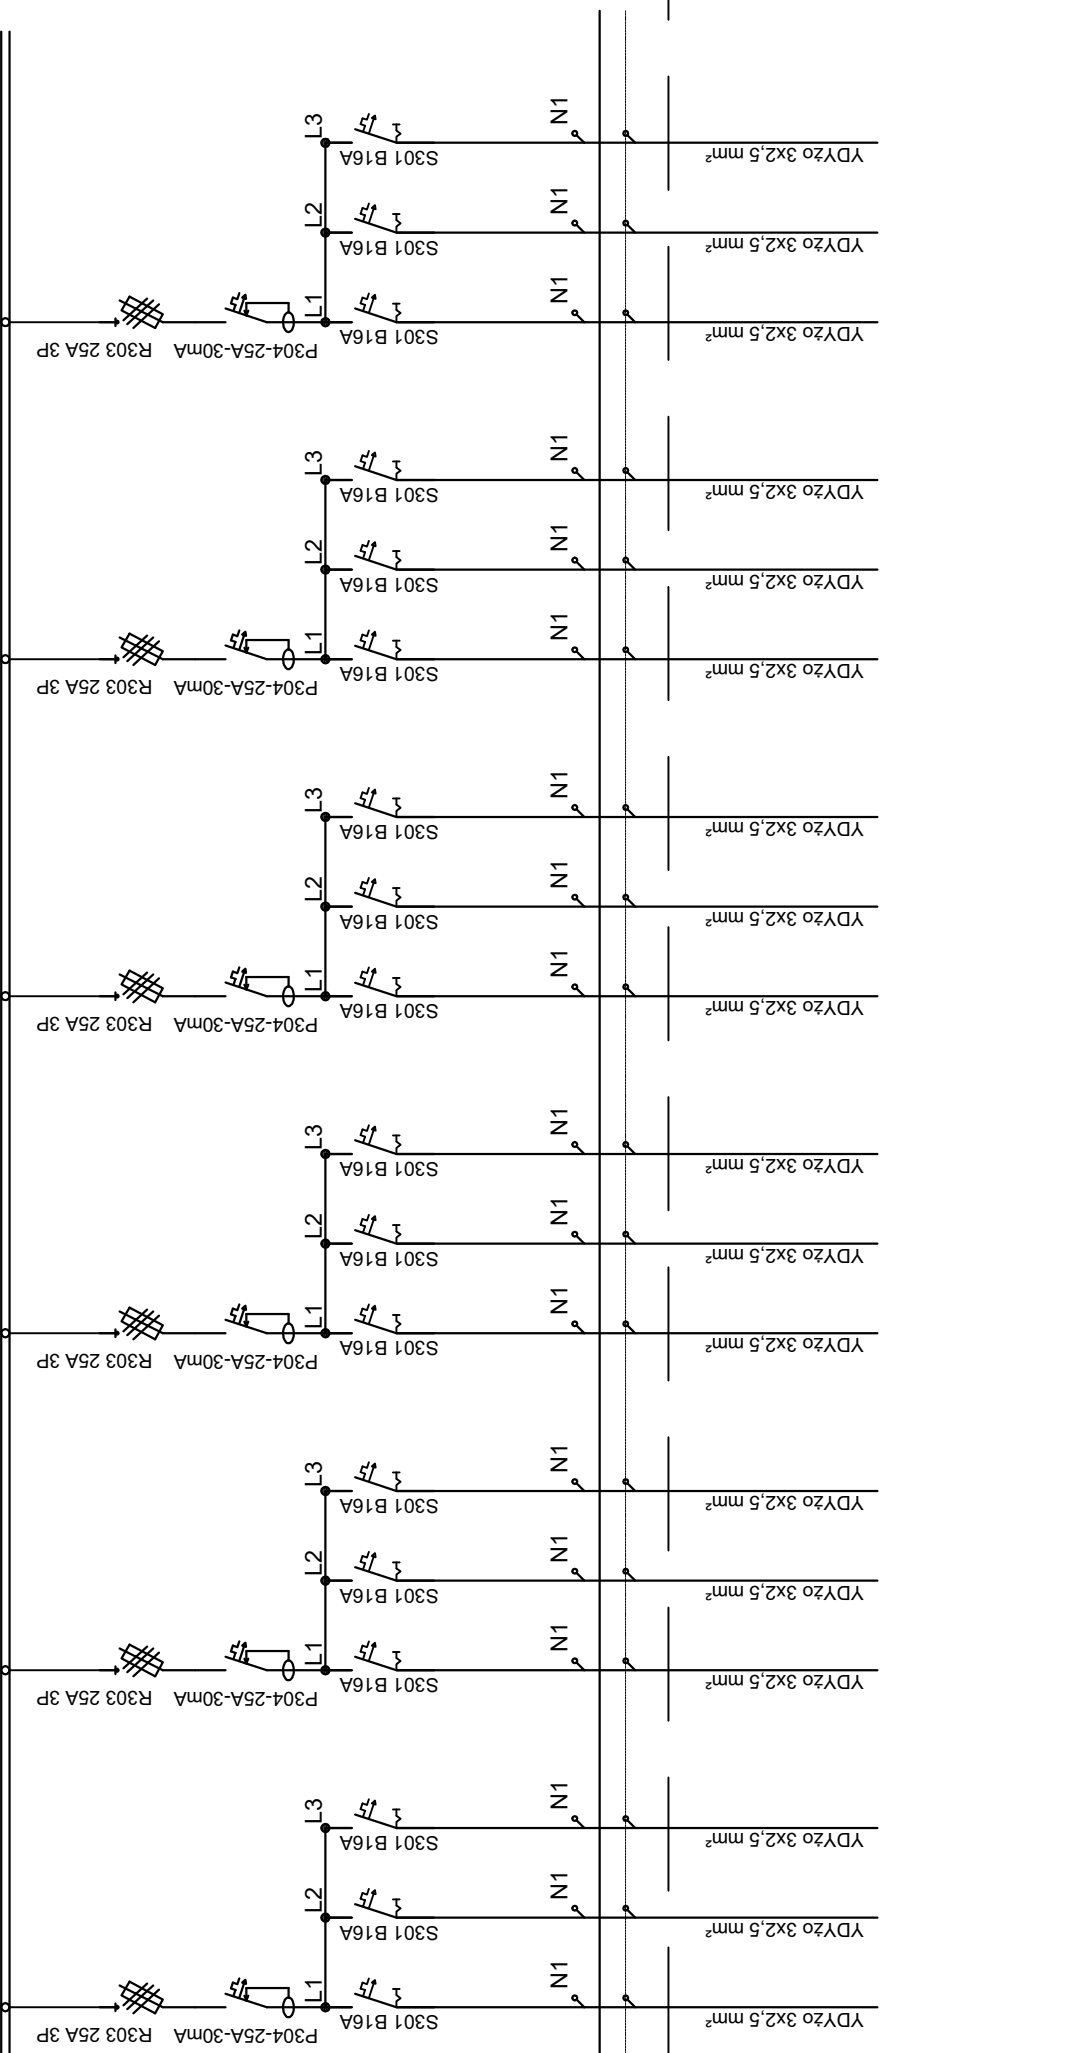 L3
N1
S301 B16A
YDYżo 3x2,5 mm²
L2
N1
S301 B16A
YDYżo 3x2,5 mm²
L1
N1
R303 25A 3P
P304-25A-30mA
S301 B16A
YDYżo 3x2,5 mm²
L3
N1
S301 B16A
YDYżo 3x2,5 mm²
L2
N1
S301 B16A
YDYżo 3x2,5 mm²
L1
N1
R303 25A 3P
P304-25A-30mA
S301 B16A
YDYżo 3x2,5 mm²
L3
N1
S301 B16A
YDYżo 3x2,5 mm²
L2
N1
S301 B16A
YDYżo 3x2,5 mm²
L1
N1
R303 25A 3P
P304-25A-30mA
S301 B16A
YDYżo 3x2,5 mm²
L3
N1
S301 B16A
YDYżo 3x2,5 mm²
L2
N1
S301 B16A
YDYżo 3x2,5 mm²
L1
N1
R303 25A 3P
P304-25A-30mA
S301 B16A
YDYżo 3x2,5 mm²
L3
N1
S301 B16A
YDYżo 3x2,5 mm²
L2
N1
S301 B16A
YDYżo 3x2,5 mm²
L1
N1
R303 25A 3P
P304-25A-30mA
S301 B16A
YDYżo 3x2,5 mm²
L3
N1
S301 B16A
YDYżo 3x2,5 mm²
L2
N1
S301 B16A
YDYżo 3x2,5 mm²
L1
N1
R303 25A 3P
P304-25A-30mA
S301 B16A
YDYżo 3x2,5 mm²